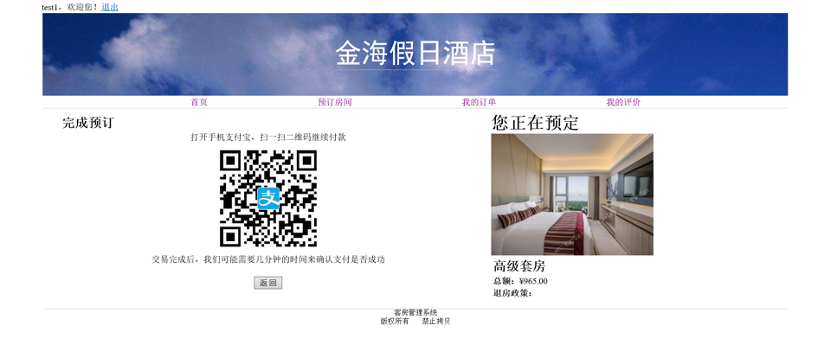 test1，欢迎您！退出
金海假日酒店
首页 预订房间 我的订单 我的评价
完成预订
打开手机支付宝，扫一扫二维码继续付款
支
交易完成后，我们可能需要几分钟的时间来确认支付是否成功
返回
您正在预定
高级套房
总额：¥965.00
退房政策：
客房管理系统
版权所有 禁止拷贝